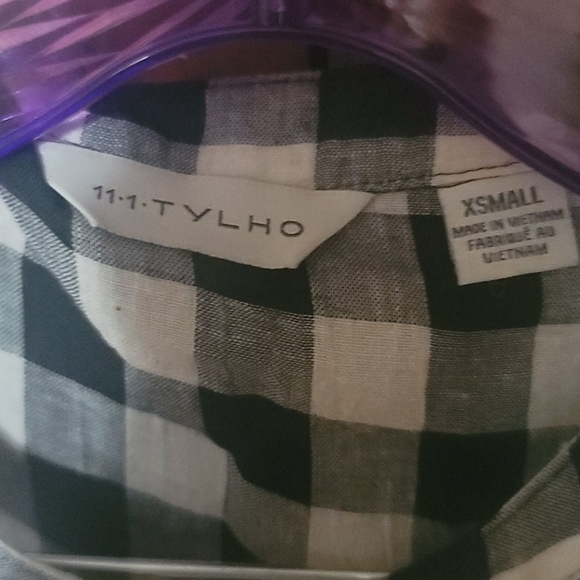 11.1.TYLHO
XSMALL
MADE IN VIETNAM
FABRIQUÉ AU
VIETNAM